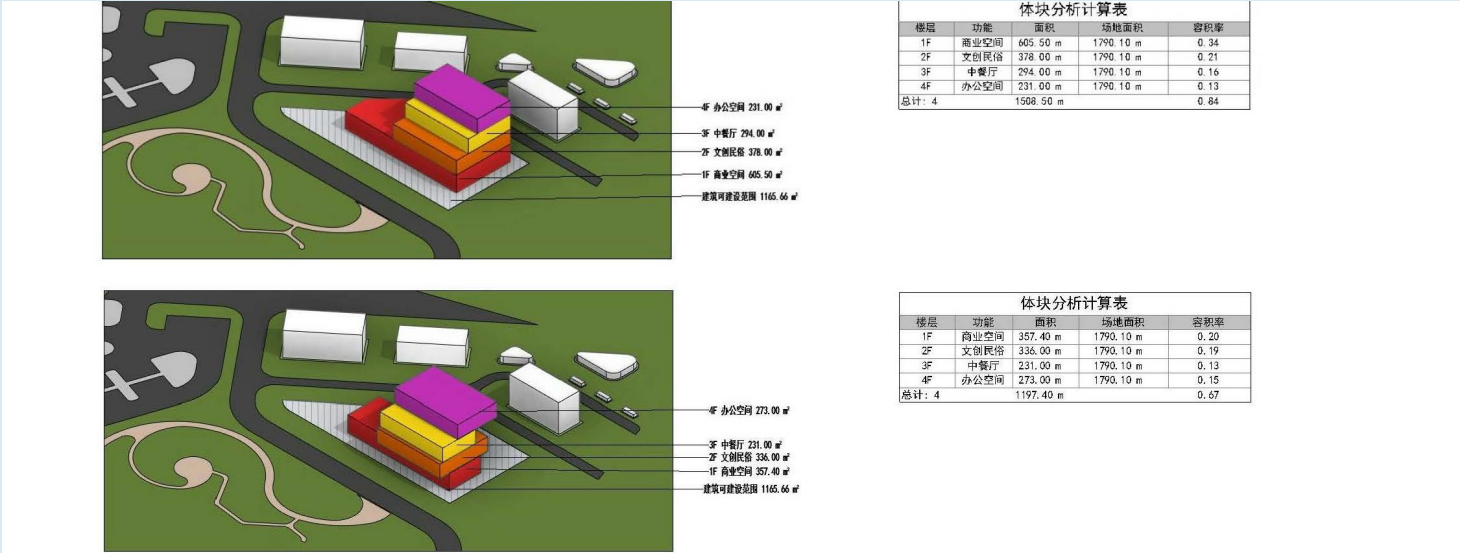 4F 办公空间 231.00 ㎡
3F 中餐厅 294.00 ㎡
2F 文创民俗 378.00 ㎡
1F 商业空间 605.50 ㎡
建筑可建设范围 1165.66 ㎡
体块分析计算表
楼层 功能 面积 场地面积 容积率
1F 商业空间 605.50 m 1790.10 m 0.34
2F 文创民俗 378.00 m 1790.10 m 0.21
3F 中餐厅 294.00 m 1790.10 m 0.16
4F 办公空间 231.00 m 1790.10 m 0.13
总计: 4 1508.50 m 0.84
4F 办公空间 273.00 ㎡
3F 中餐厅 231.00 ㎡
2F 文创民俗 336.00 ㎡
1F 商业空间 357.40 ㎡
建筑可建设范围 1165.66 ㎡
体块分析计算表
楼层 功能 面积 场地面积 容积率
1F 商业空间 357.40 m 1790.10 m 0.20
2F 文创民俗 336.00 m 1790.10 m 0.19
3F 中餐厅 231.00 m 1790.10 m 0.13
4F 办公空间 273.00 m 1790.10 m 0.15
总计: 4 1197.40 m 0.67